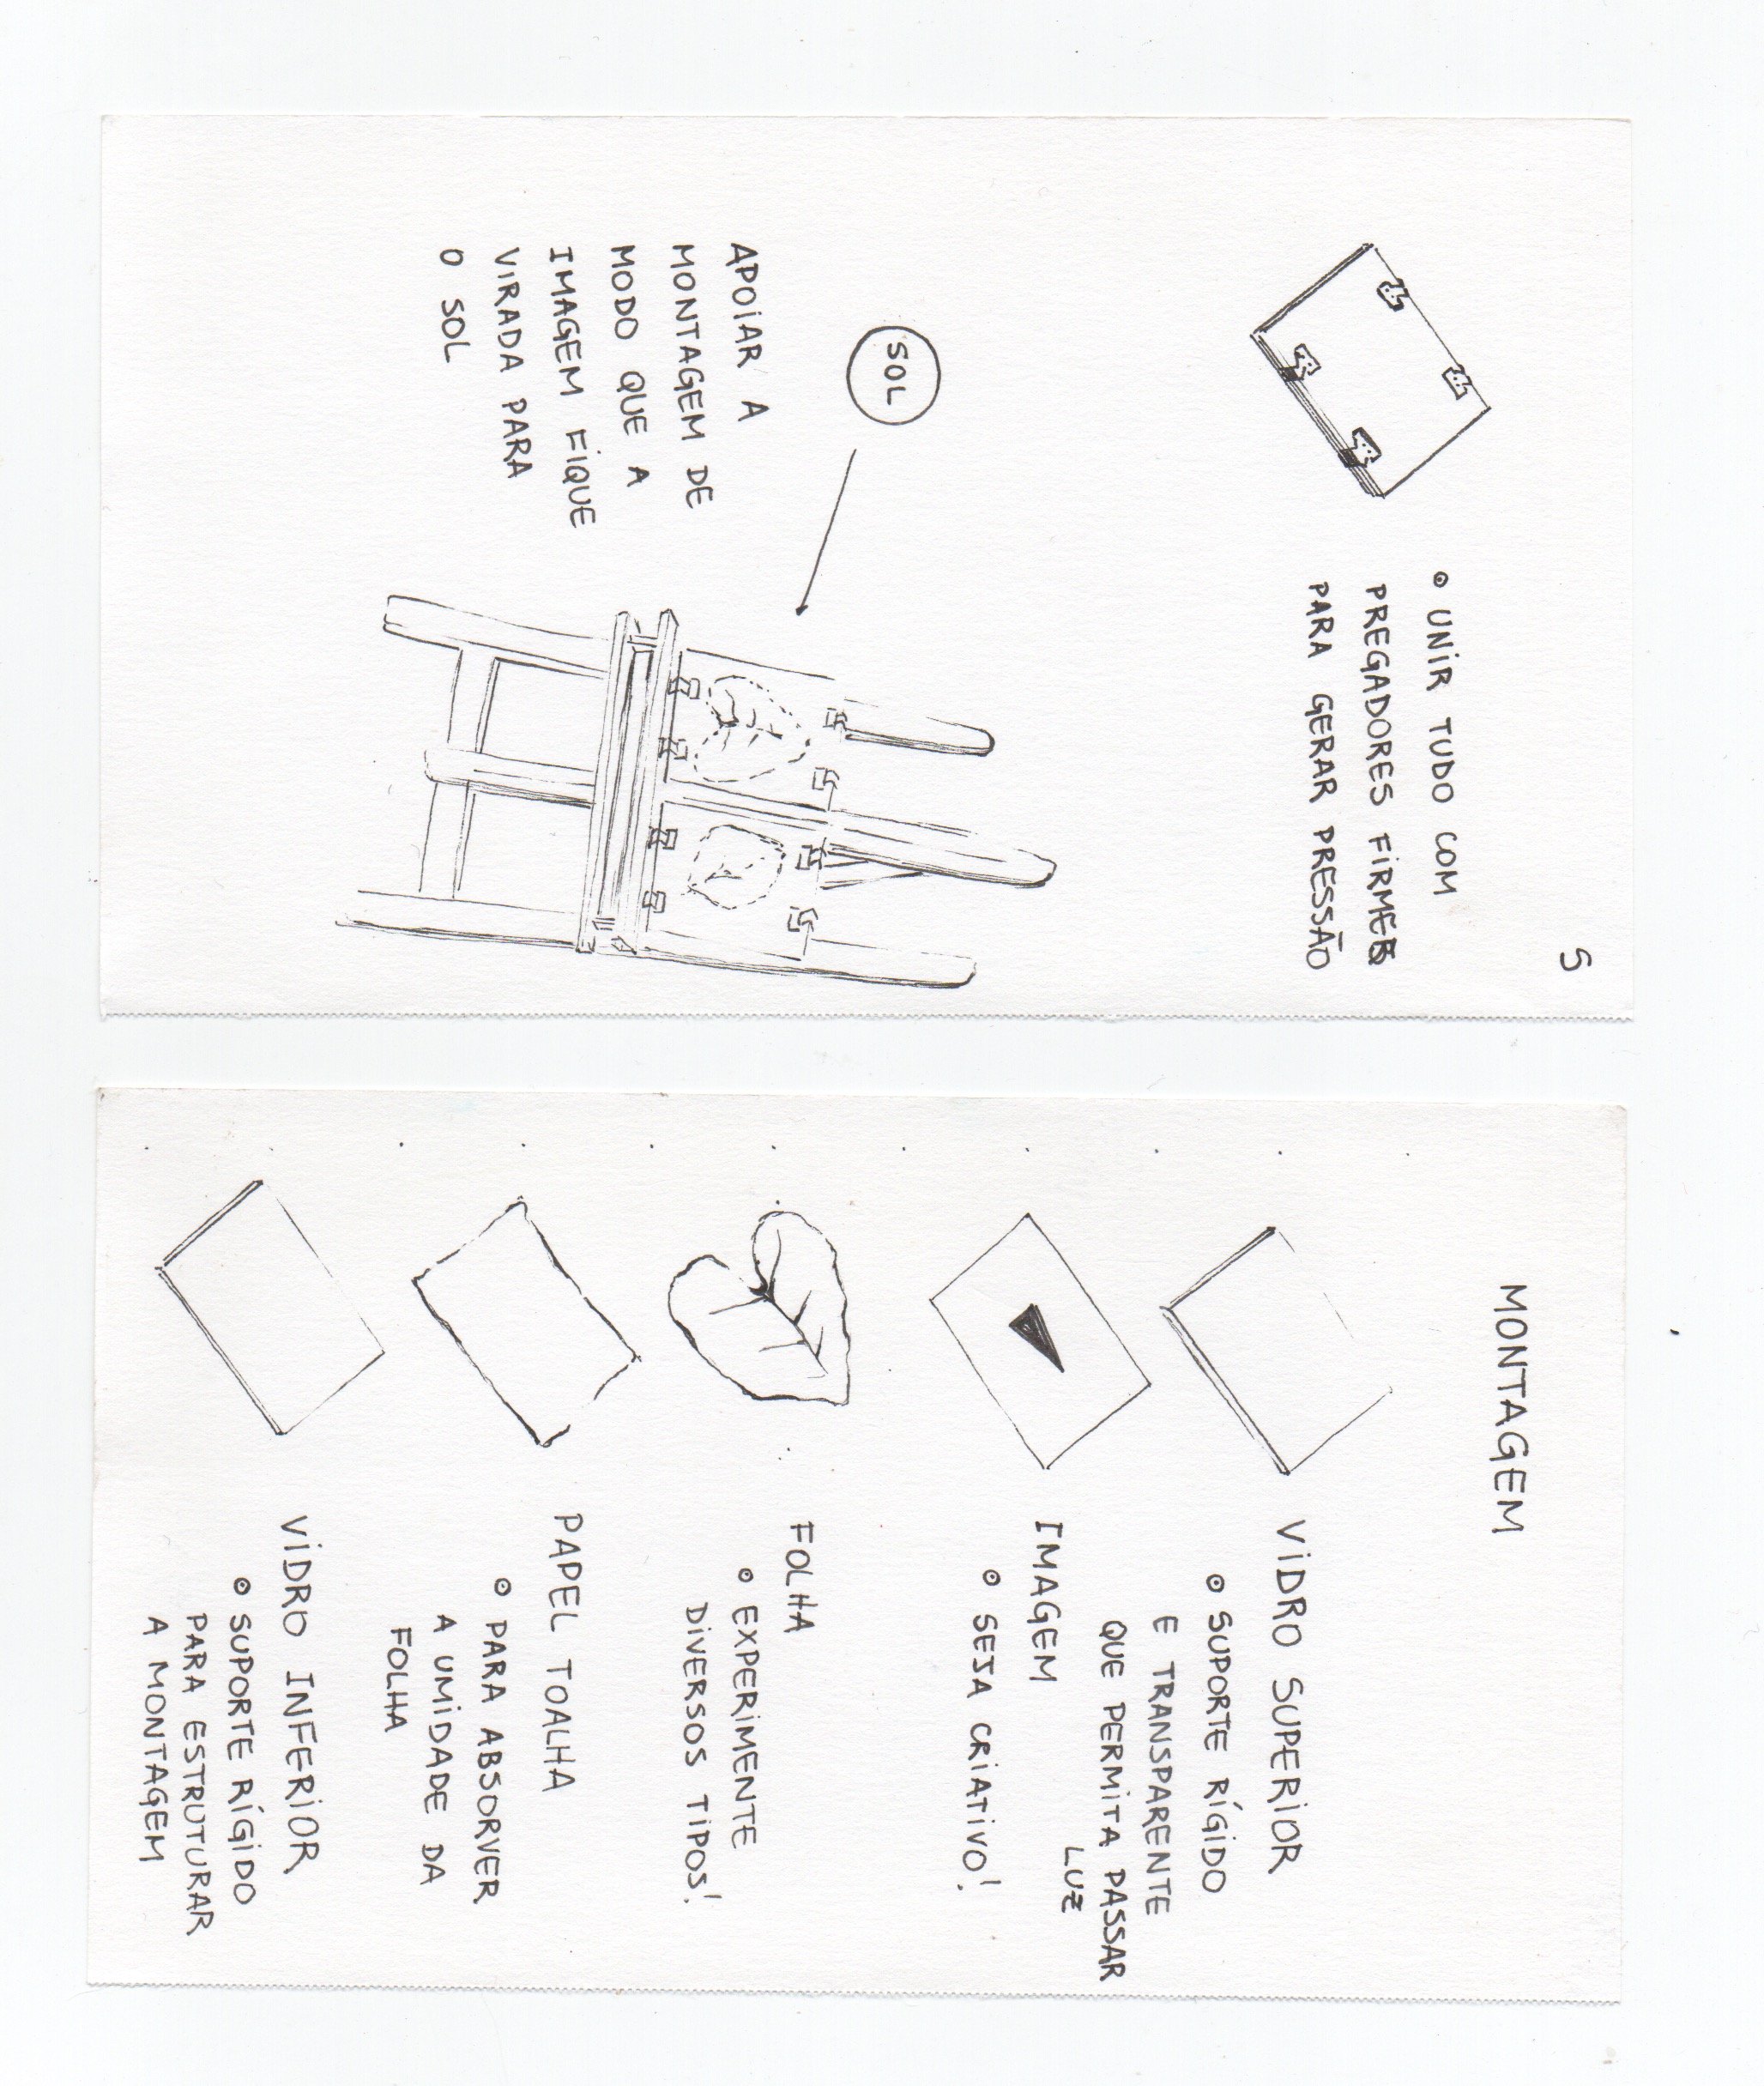 5
UNIR TUDO COM
PREGADORES FIRMES
PARA GERAR PRESSÃO
SOL
APOIAR A
MONTAGEM DE
MODO QUE A
IMAGEM FIQUE
VIRADA PARA
O SOL
MONTAGEM
VIDRO SUPERIOR
SUPORTE RÍGIDO
E TRANSPARENTE
QUE PERMITA PASSAR
LUZ
IMAGEM
SEJA CRIATIVO!
FOLHA
EXPERIMENTE
DIVERSOS TIPOS!
PAPEL TOALHA
PARA ABSORVER
A UMIDADE DA
FOLHA
VIDRO INFERIOR
SUPORTE RÍGIDO
PARA ESTRUTURAR
A MONTAGEM